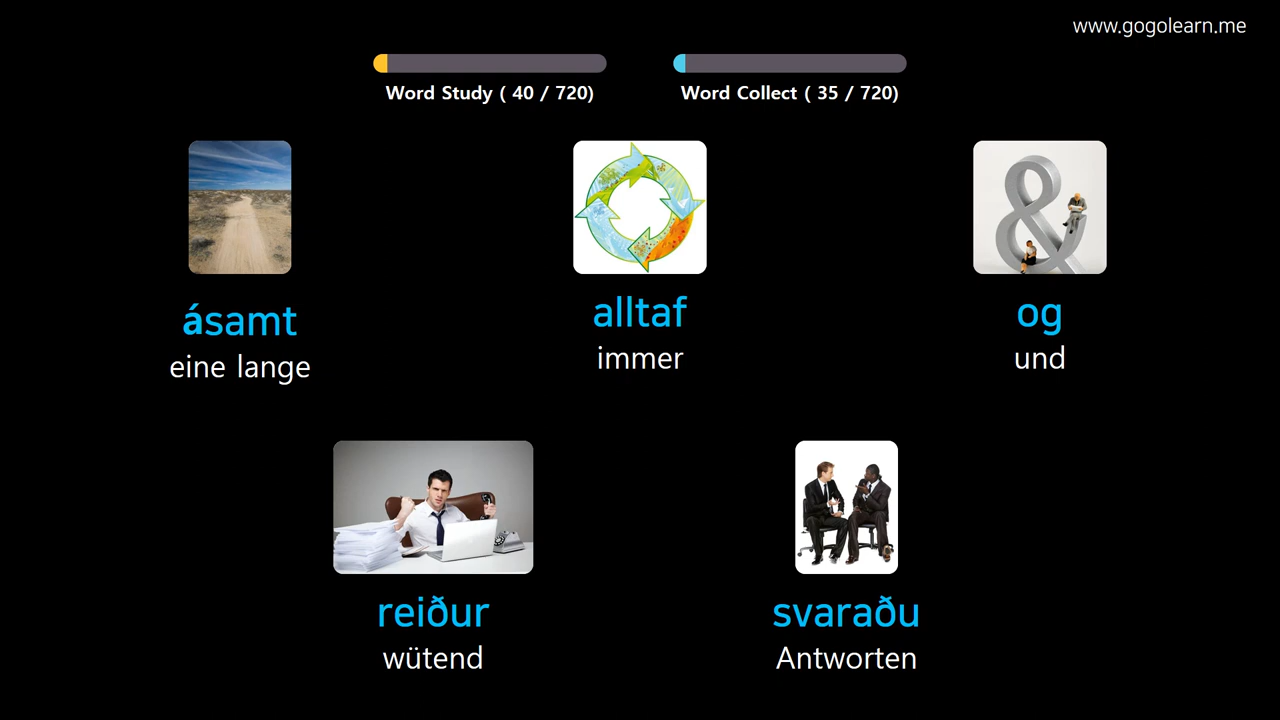 www.gogolearn.me
Word Study ( 40 / 720)
Word Collect ( 35 / 720)
ásamt
eine lange
alltaf
immer
og
und
reiður
wütend
svaraðu
Antworten